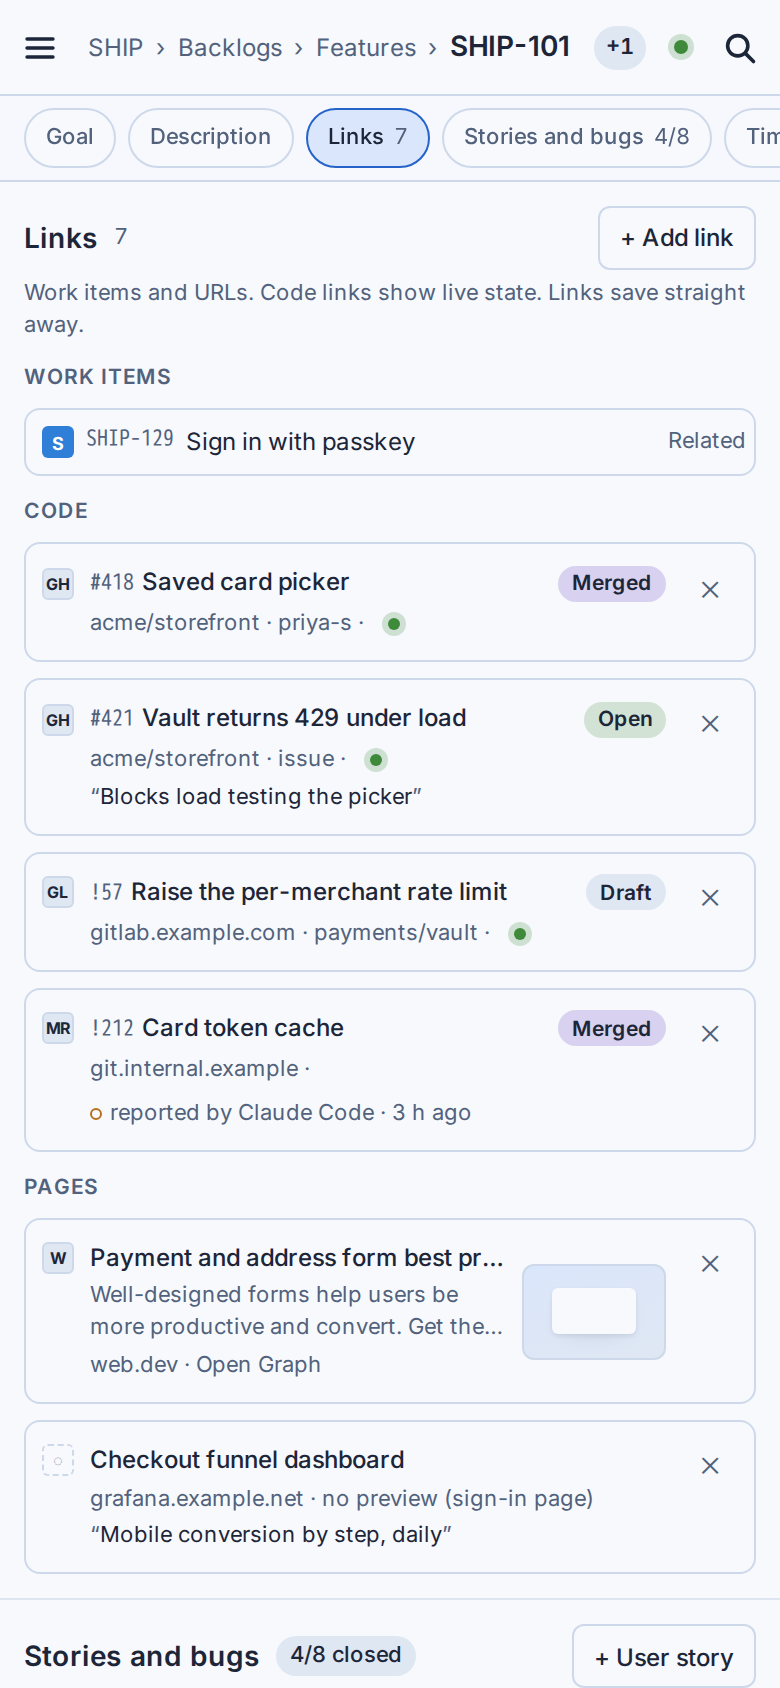 SHIP › Backlogs › Features › SHIP-101 +1
Goal Description Links 7 Stories and bugs 4/8 Tim
Links 7 + Add link
Work items and URLs. Code links show live state. Links save straight
away.
WORK ITEMS
S SHIP-129 Sign in with passkey Related
CODE
GH #418 Saved card picker Merged
acme/storefront · priya-s ·
GH #421 Vault returns 429 under load Open
acme/storefront · issue ·
“Blocks load testing the picker”
GL !57 Raise the per-merchant rate limit Draft
gitlab.example.com · payments/vault ·
MR !212 Card token cache Merged
git.internal.example ·
reported by Claude Code · 3 h ago
PAGES
W Payment and address form best pr...
Well-designed forms help users be
more productive and convert. Get the...
web.dev · Open Graph
Checkout funnel dashboard
grafana.example.net · no preview (sign-in page)
“Mobile conversion by step, daily”
Stories and bugs 4/8 closed + User story